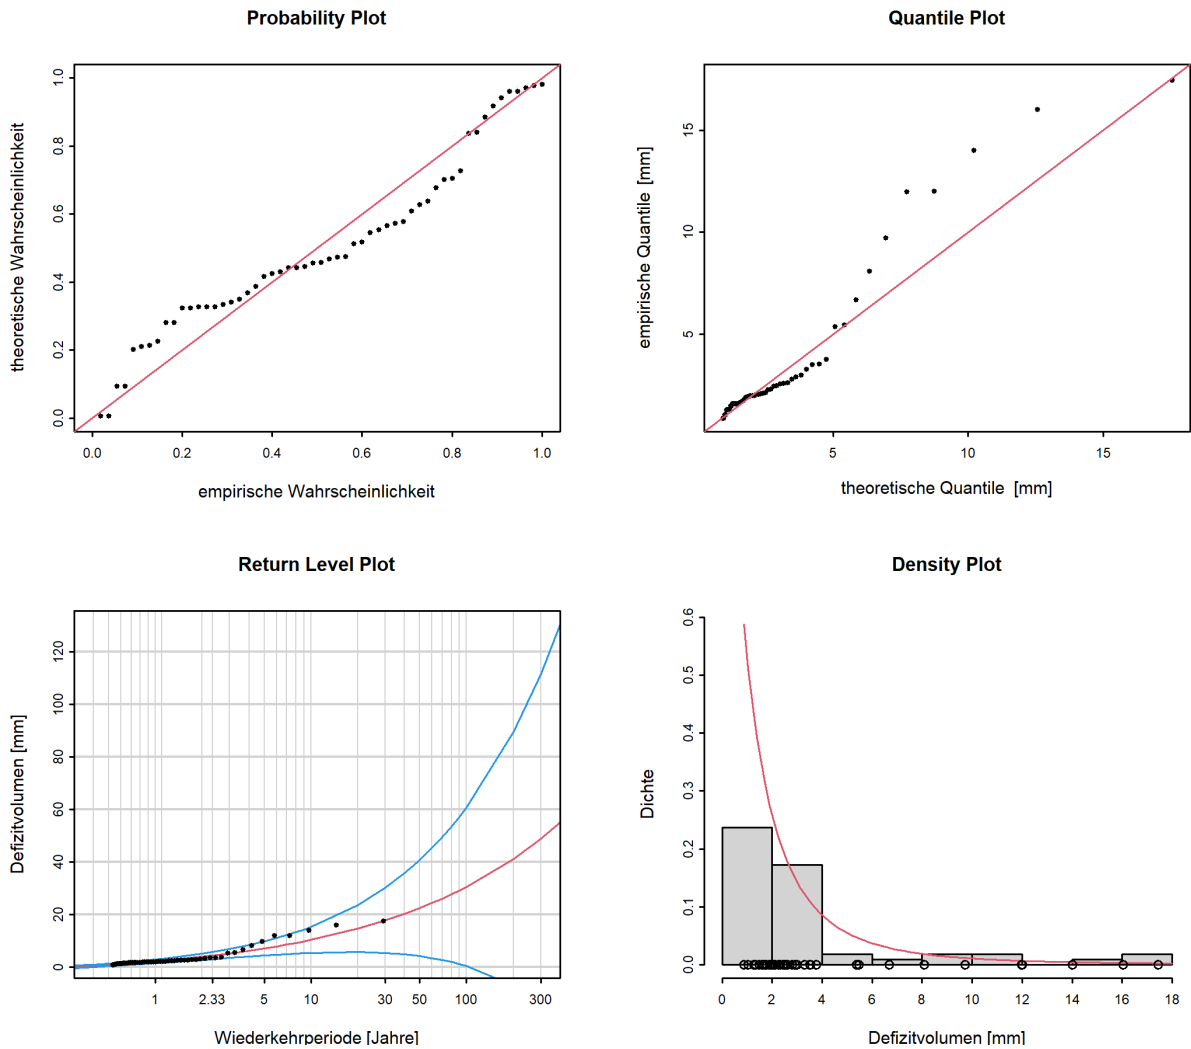 Probability Plot
theoretische Wahrscheinlichkeit
0.0 0.2 0.4 0.6 0.8 1.0
0.0 0.2 0.4 0.6 0.8 1.0
empirische Wahrscheinlichkeit
Quantile Plot
empirische Quantile [mm]
5 10 15
5 10 15
theoretische Quantile [mm]
Return Level Plot
Defizitvolumen [mm]
0 20 40 60 80 100 120
1 2.33 5 10 30 50 100 300
Wiederkehrperiode [Jahre]
Density Plot
Dichte
0.0 0.1 0.2 0.3 0.4 0.5 0.6
0 2 4 6 8 10 12 14 16 18
Defizitvolumen [mm]